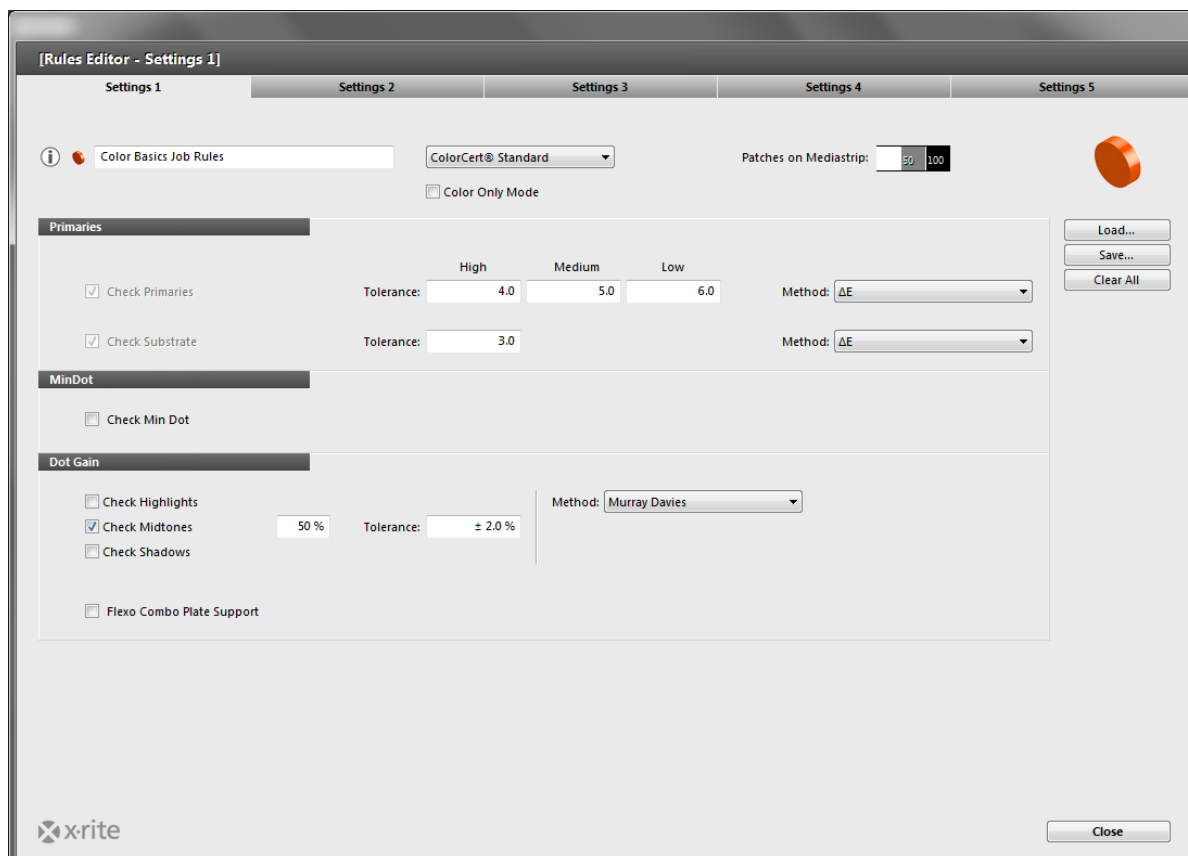 [Rules Editor - Settings 1]
Settings 1 Settings 2 Settings 3 Settings 4 Settings 5
Color Basics Job Rules ColorCert® Standard Patches on Mediastrip: 50 100
Color Only Mode
Primaries
Load...
Save...
High Medium Low
Clear All
Check Primaries Tolerance: 4.0 5.0 6.0 Method: ΔE
Check Substrate Tolerance: 3.0 Method: ΔE
MinDot
Check Min Dot
Dot Gain
Check Highlights Method: Murray Davies
Check Midtones 50 % Tolerance: ± 2.0 %
Check Shadows
Flexo Combo Plate Support
x·rite Close